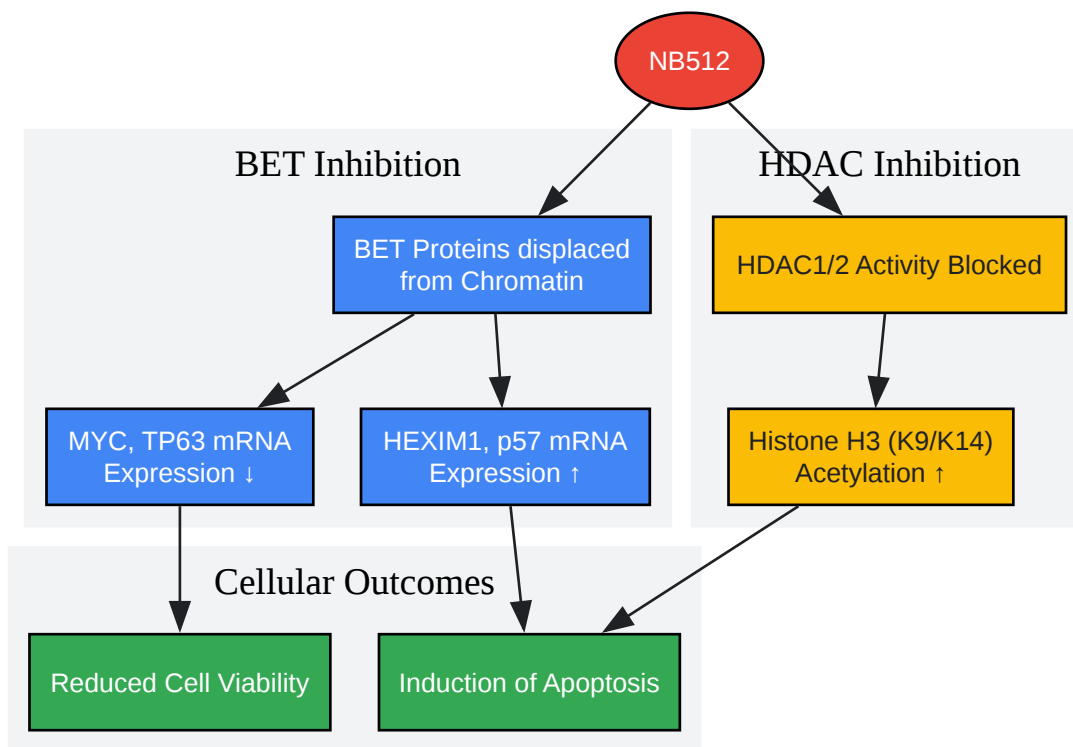 NB512
BET Inhibition
HDAC Inhibition
BET Proteins displaced
from Chromatin
HDAC1/2 Activity Blocked
MYC, TP63 mRNA
Expression ↓
HEXIM1, p57 mRNA
Expression ↑
Histone H3 (K9/K14)
Acetylation ↑
Cellular Outcomes
Reduced Cell Viability
Induction of Apoptosis